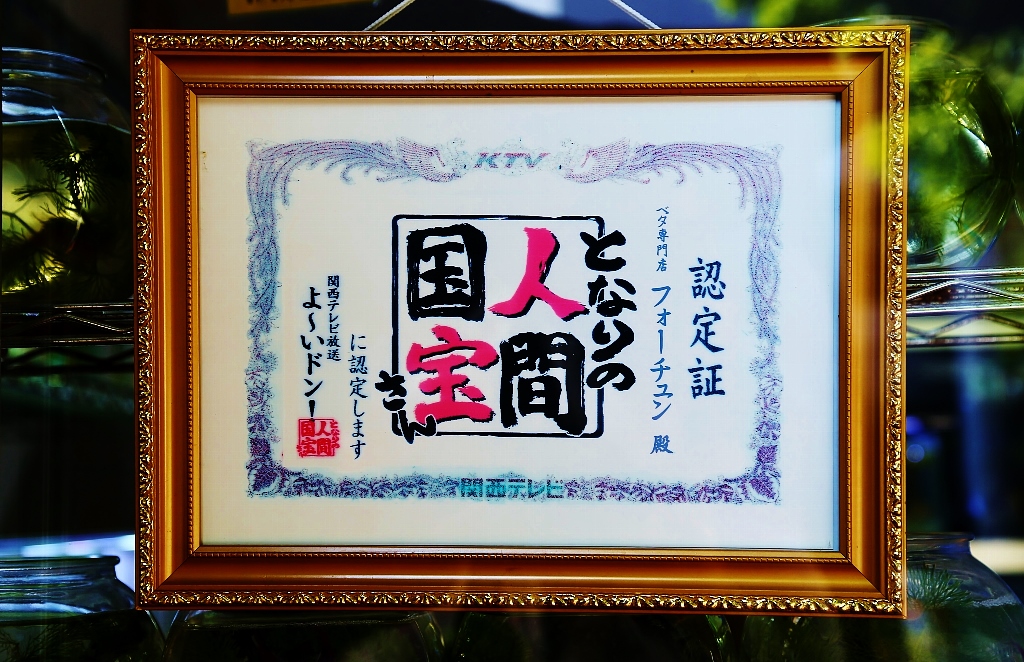 KTV
認定証
ベタ専門店 フォーチュン 殿
となりの
人間
国宝
さん
に認定します
関西テレビ放送
よ〜いドン!
となりの
人間
国宝
関西テレビ